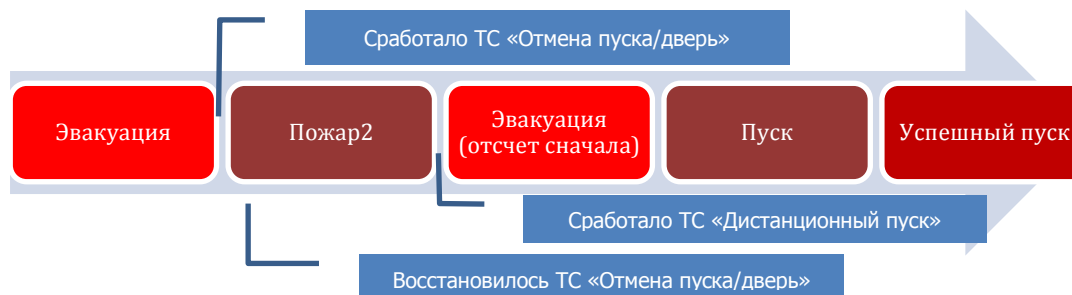 Сработало ТС «Отмена пуска/дверь»
Эвакуация
Пожар2
Эвакуация
(отсчет сначала)
Пуск
Успешный пуск
Сработало ТС «Дистанционный пуск»
Восстановилось ТС «Отмена пуска/дверь»